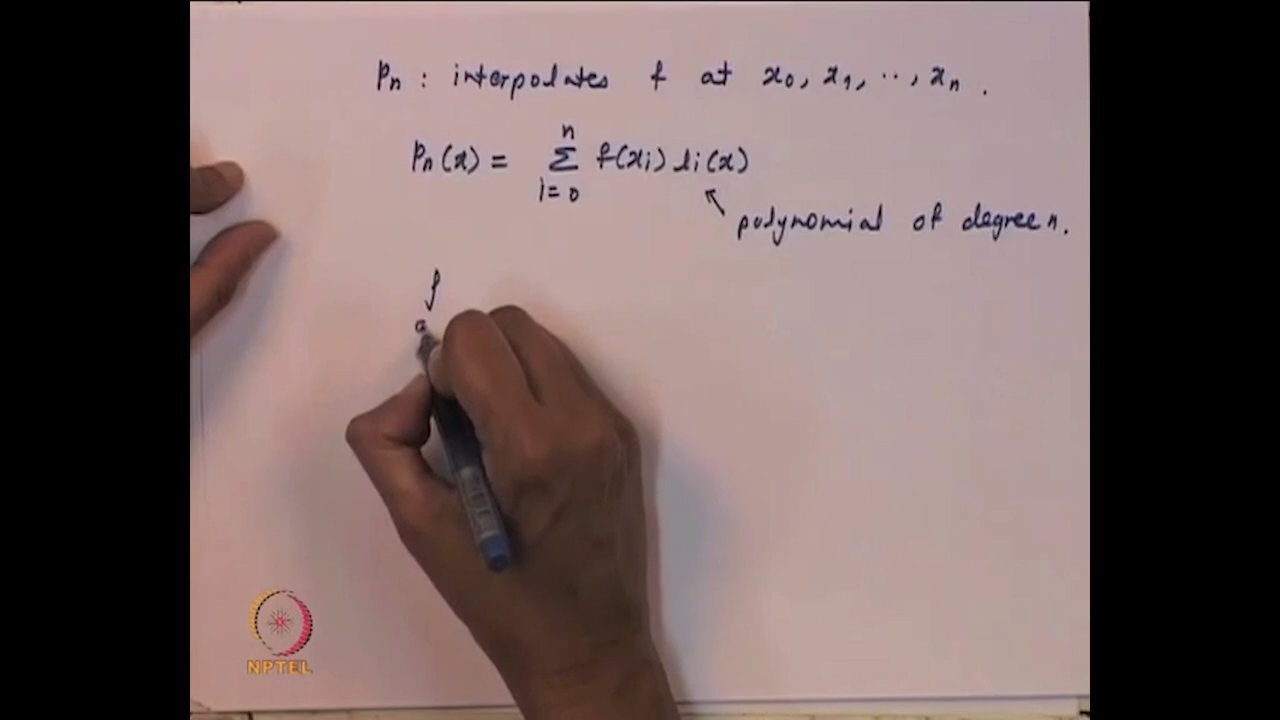 Pn : interpolates f at x0, x1, .., xn .
n
Pn(x) = Σ f(xi) li(x)
i=0
polynomial of degree n.
∫
a
NPTEL